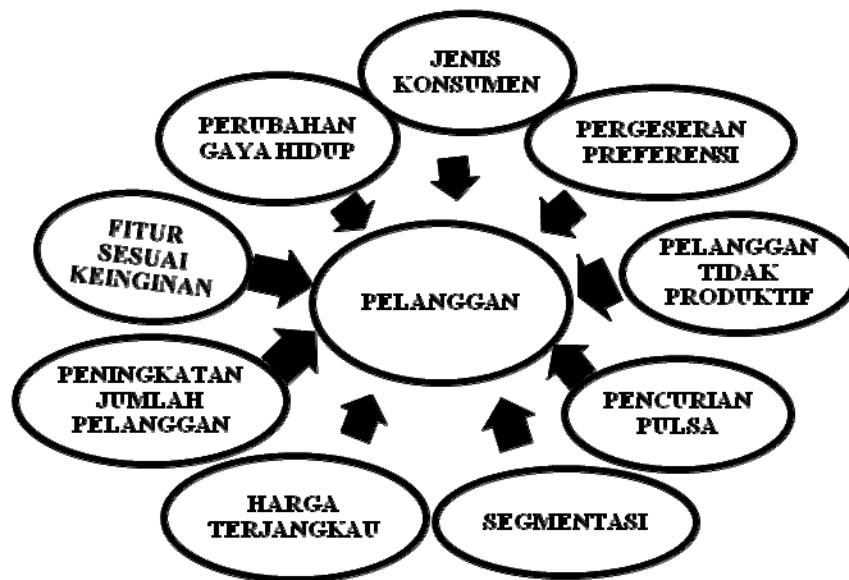 JENIS
KONSUMEN
PERUBAHAN
GAYA HIDUP
PERGESERAN
PREFERENSI
FITUR
SESUAI
KEINGINAN
PELANGGAN
TIDAK
PRODUKTIF
PELANGGAN
PENINGKATAN
JUMLAH
PELANGGAN
PENCURIAN
PULSA
HARGA
TERJANGKAU
SEGMENTASI